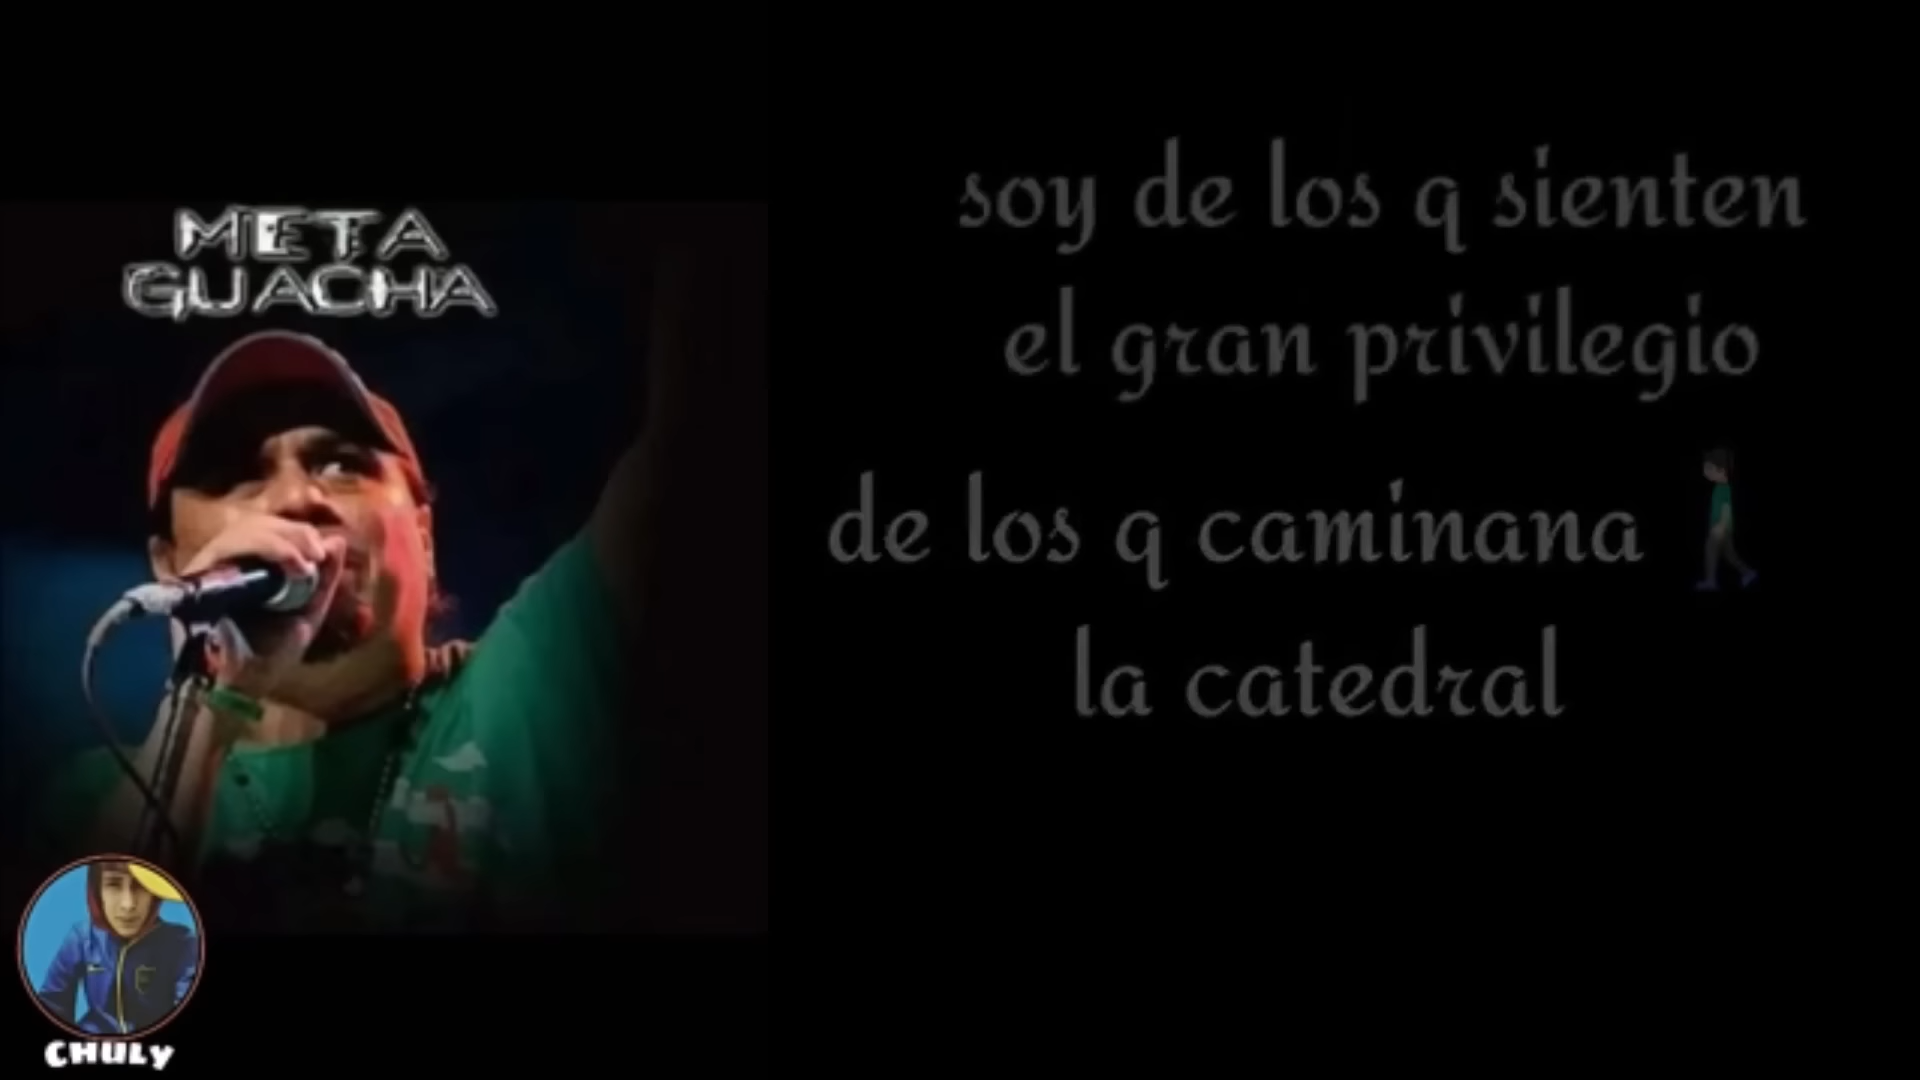 META
GUACHA
soy de los q sienten
el gran privilegio
de los q caminana
la catedral
CHULY